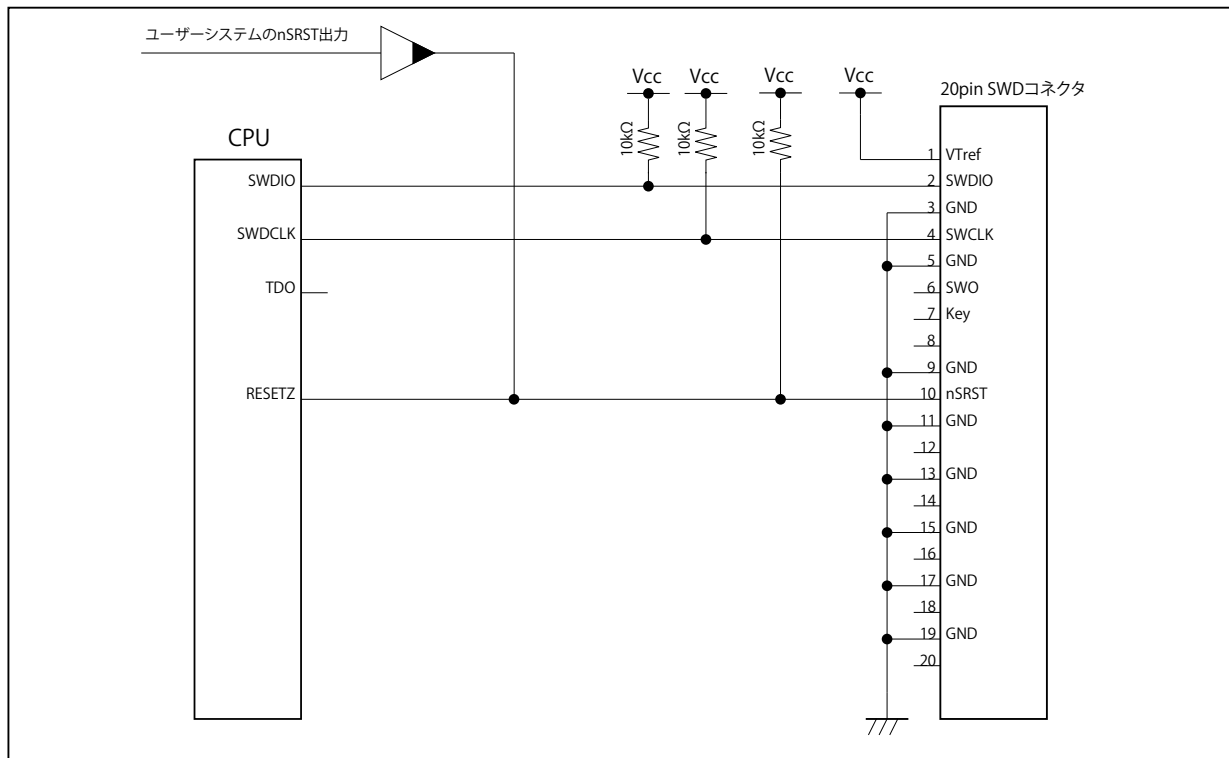 ユーザーシステムのnSRST出力
Vcc
Vcc
Vcc
Vcc
10kΩ
10kΩ
10kΩ
20pin SWDコネクタ
CPU
SWDIO
SWDCLK
TDO
RESETZ
1 VTref
2 SWDIO
3 GND
4 SWCLK
5 GND
6 SWO
7 Key
8
9 GND
10 nSRST
11 GND
12
13 GND
14
15 GND
16
17 GND
18
19 GND
20